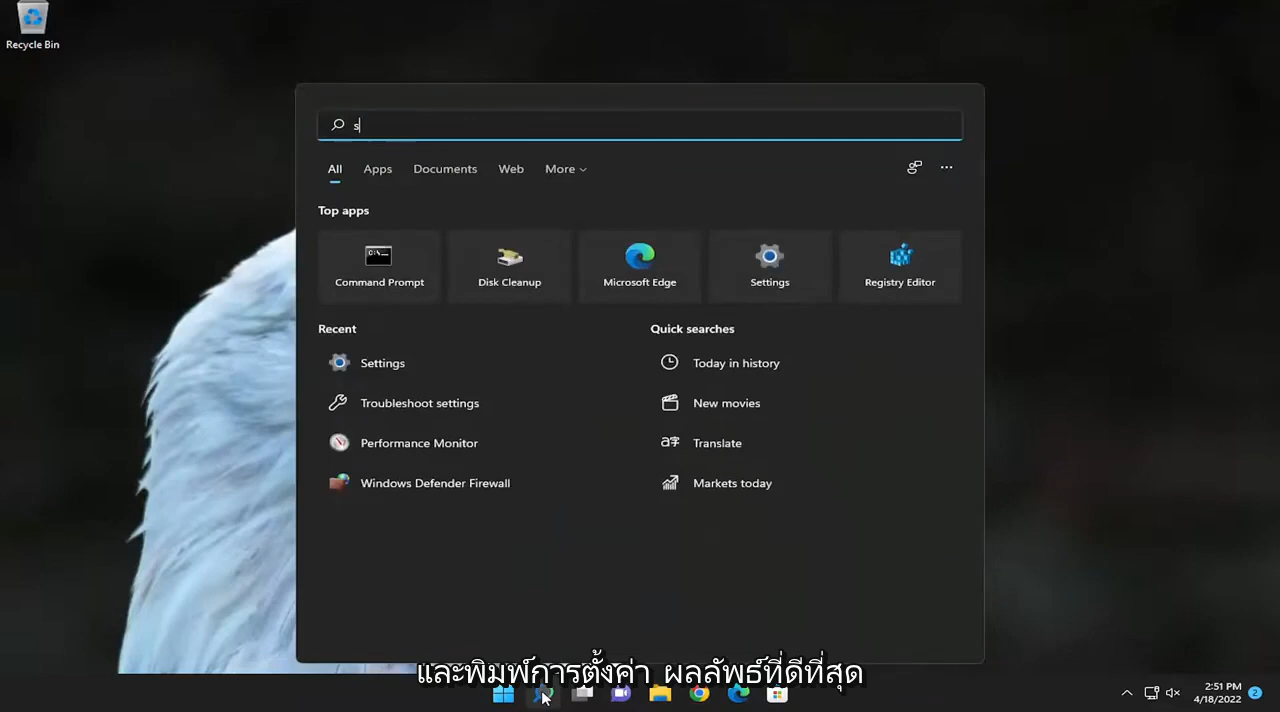 Recycle Bin
s
All Apps Documents Web More
Top apps
Command Prompt Disk Cleanup Microsoft Edge Settings Registry Editor
Recent Quick searches
Settings Today in history
Troubleshoot settings New movies
Performance Monitor Translate
Windows Defender Firewall Markets today
และพิมพ์การตั้งค่า ผลลัพธ์ที่ดีที่สุด
2:51 PM
4/18/2022 2